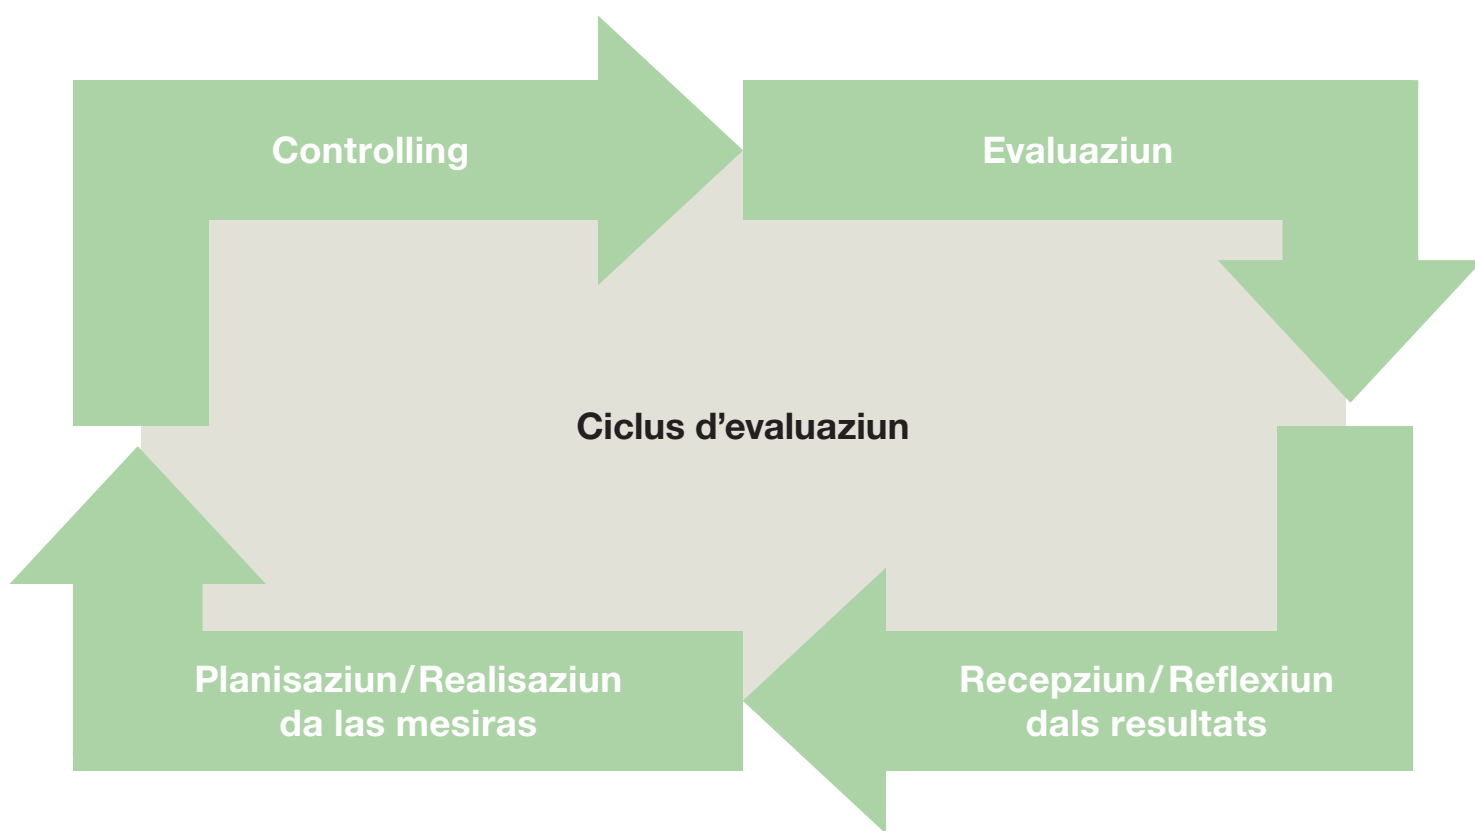 Controlling
Evaluaziun
Ciclus d’evaluaziun
Planisaziun/Realisaziun
da las mesiras
Recepziun/Reflexiun
dals resultats